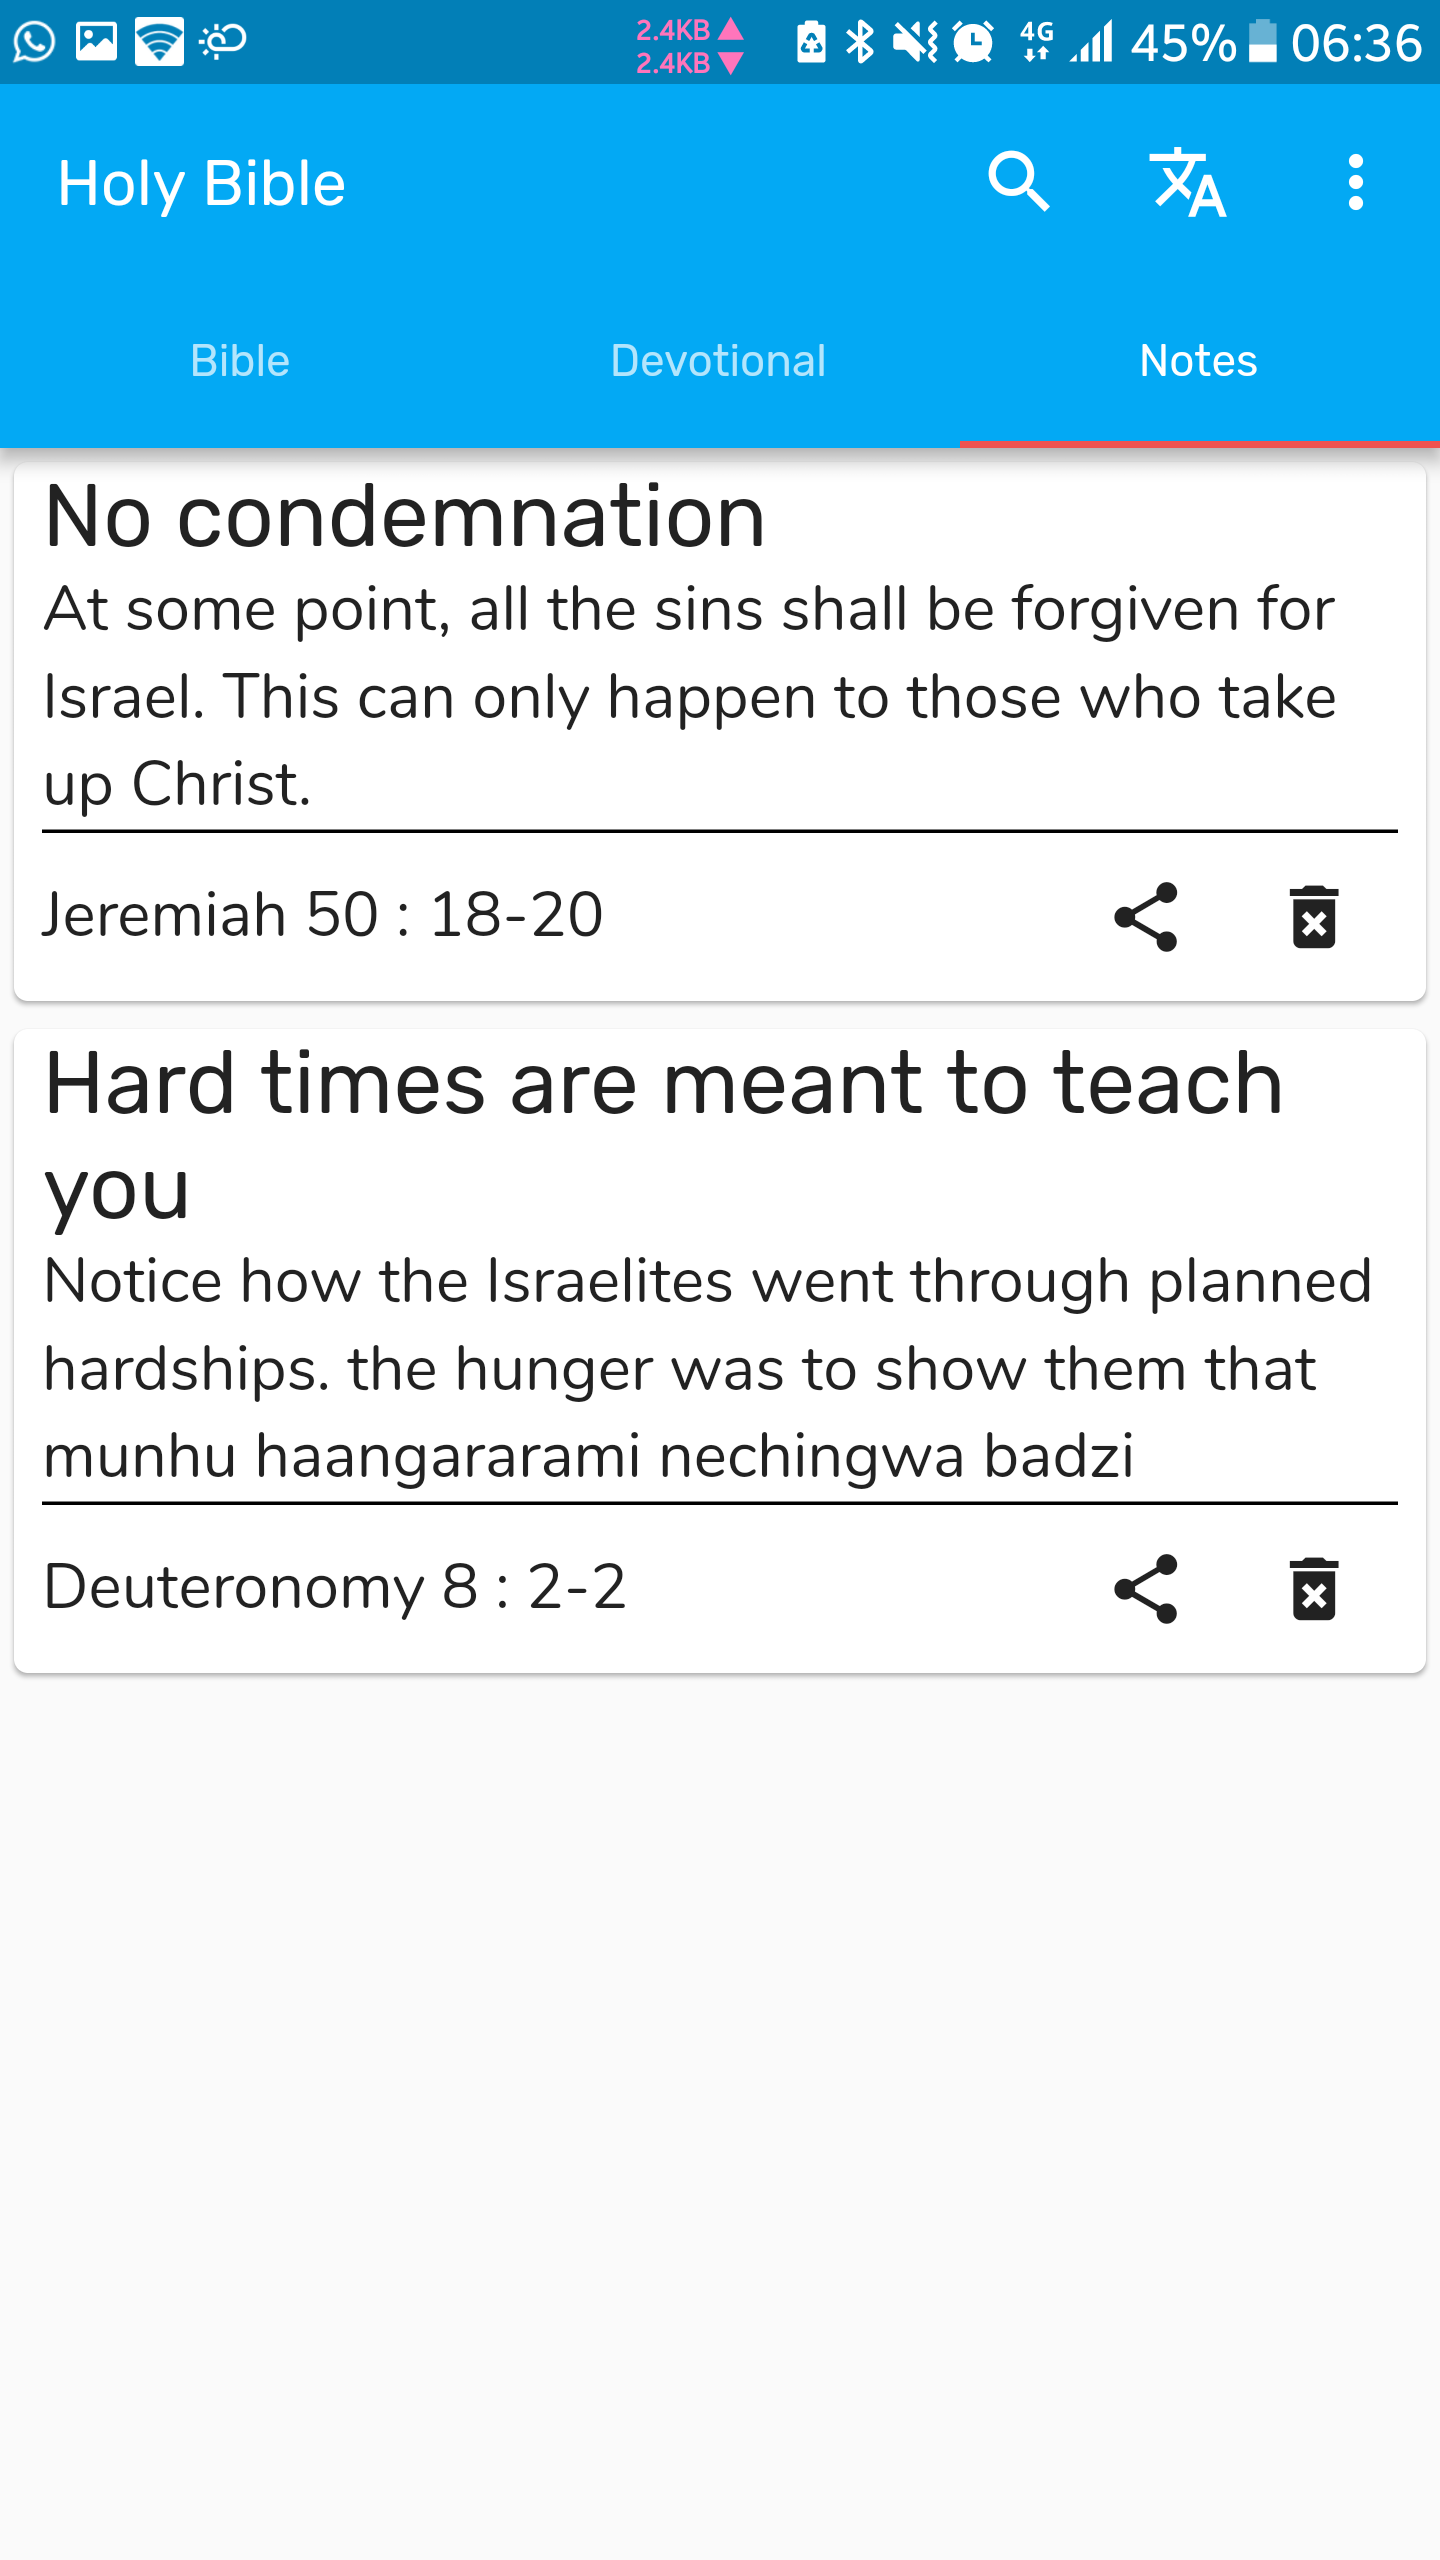 2.4KB
2.4KB
4G
45%
06:36
Holy Bible
Bible
Devotional
Notes
No condemnation
At some point, all the sins shall be forgiven for
Israel. This can only happen to those who take
up Christ.
Jeremiah 50 : 18-20
Hard times are meant to teach
you
Notice how the Israelites went through planned
hardships. the hunger was to show them that
munhu haangararami nechingwa badzi
Deuteronomy 8 : 2-2